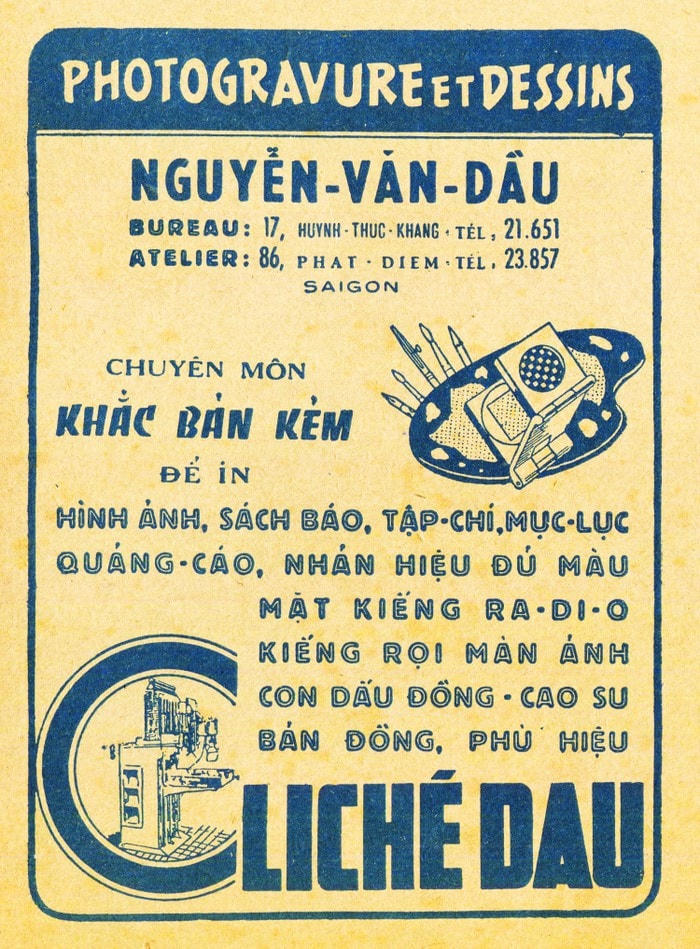 PHOTOGRAVURE ET DESSINS
NGUYỄN-VĂN-DẦU
BUREAU: 17, HUYNH-THUC-KHANG · TÉL, 21.651
ATELIER: 86, PHAT-DIEM · TÉL, 23.857
SAIGON
CHUYÊN MÔN
KHẮC BẢN KẼM
ĐỂ IN
HÌNH ẢNH, SÁCH BÁO, TẬP-CHÍ, MỤC-LỤC
QUẢNG-CÁO, NHẢN HIỆU ĐỦ MÀU
MẶT KIẾNG RA-DI-O
KIẾNG RỌI MÀN ẢNH
CON DẤU ĐỒNG - CAO SU
BẢN ĐỒNG, PHÙ HIỆU
CLICHÉ DAU